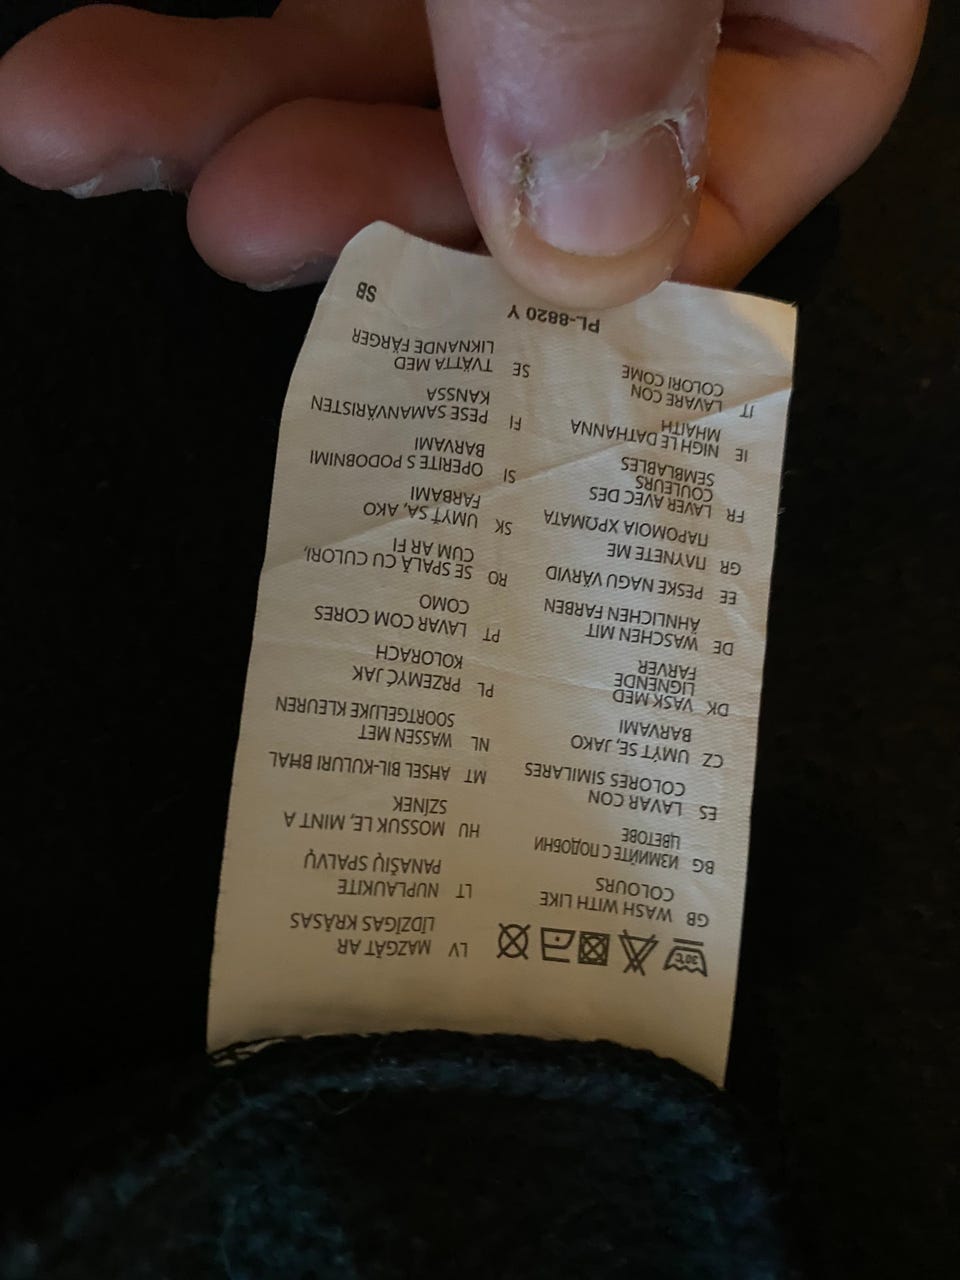 30°C
GB WASH WITH LIKE
COLOURS
BG ИЗМИЙТЕ С ПОДОБНИ
ЦВЕТОВЕ
ES LAVAR CON
COLORES SIMILARES
CZ UMÝT SE, JAKO
BARVAMI
DK VASK MED
LIGNENDE
FARVER
DE WASCHEN MIT
ÄHNLICHEN FARBEN
EE PESKE NAGU VÄRVID
GR ΠΛΥΝΕΤΕ ΜΕ
ΠΑΡΟΜΟΙΑ ΧΡΩΜΑΤΑ
FR LAVER AVEC DES
COULEURS
SEMBLABLES
IE NIGH LE DATHANNA
MHAITH
IT LAVARE CON
COLORI COME
LV MAZGĀT AR
LĪDZĪGAS KRĀSAS
LT NUPLAUKITE
PANAŠIŲ SPALVŲ
HU MOSSUK LE, MINT A
SZÍNEK
MT AĦSEL BIL-KULURI BĦAL
NL WASSEN MET
SOORTGELIJKE KLEUREN
PL PRZEMYĆ JAK
KOLORACH
PT LAVAR COM CORES
COMO
RO SE SPALĂ CU CULORI,
CUM AR FI
SK UMYŤ SA, AKO
FARBAMI
SI OPERITE S PODOBNIMI
BARVAMI
FI PESE SAMANVÄRISTEN
KANSSA
SE TVÄTTA MED
LIKNANDE FÄRGER
PL-8820 Y
SB